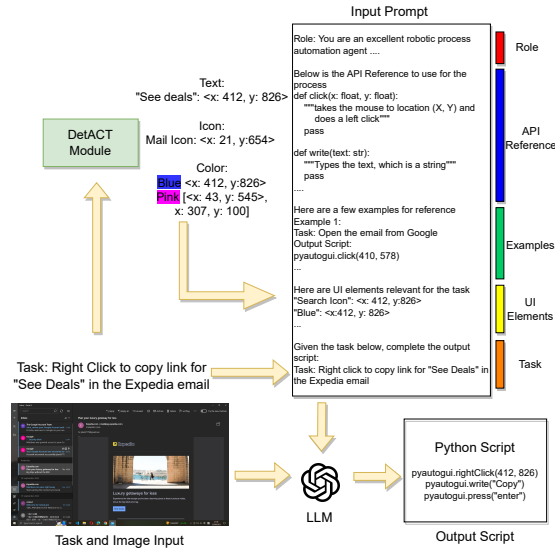 Input Prompt
Role: You are an excellent robotic process
automation agent ....
Below is the API Reference to use for the
process
def click(x: float, y: float):
"""takes the mouse to location (X, Y) and
does a left click"""
pass
def write(text: str):
"""Types the text, which is a string"""
pass
....
Here are a few examples for reference
Example 1:
Task: Open the email from Google
Output Script:
pyautogui.click(410, 578)
...
Here are UI elements relevant for the task
"Search Icon": <x: 412, y:826>
"Blue": <x:412, y: 826>
...
Given the task below, complete the output
script:
Task: Right click to copy link for "See Deals" in
the Expedia email
Role
API
Reference
Examples
UI
Elements
Task
Text:
"See deals": <x: 412, y: 826>
Icon:
Mail Icon: <x: 21, y:654>
Color:
Blue <x: 412, y:826>
Pink [<x: 43, y: 545>,
x: 307, y: 100]
DetACT
Module
Task: Right Click to copy link for
"See Deals" in the Expedia email
Expedia
Luxury getaways for less
Task and Image Input
LLM
Python Script
pyautogui.rightClick(412, 826)
pyautogui.write("Copy")
pyautogui.press("enter")
Output Script